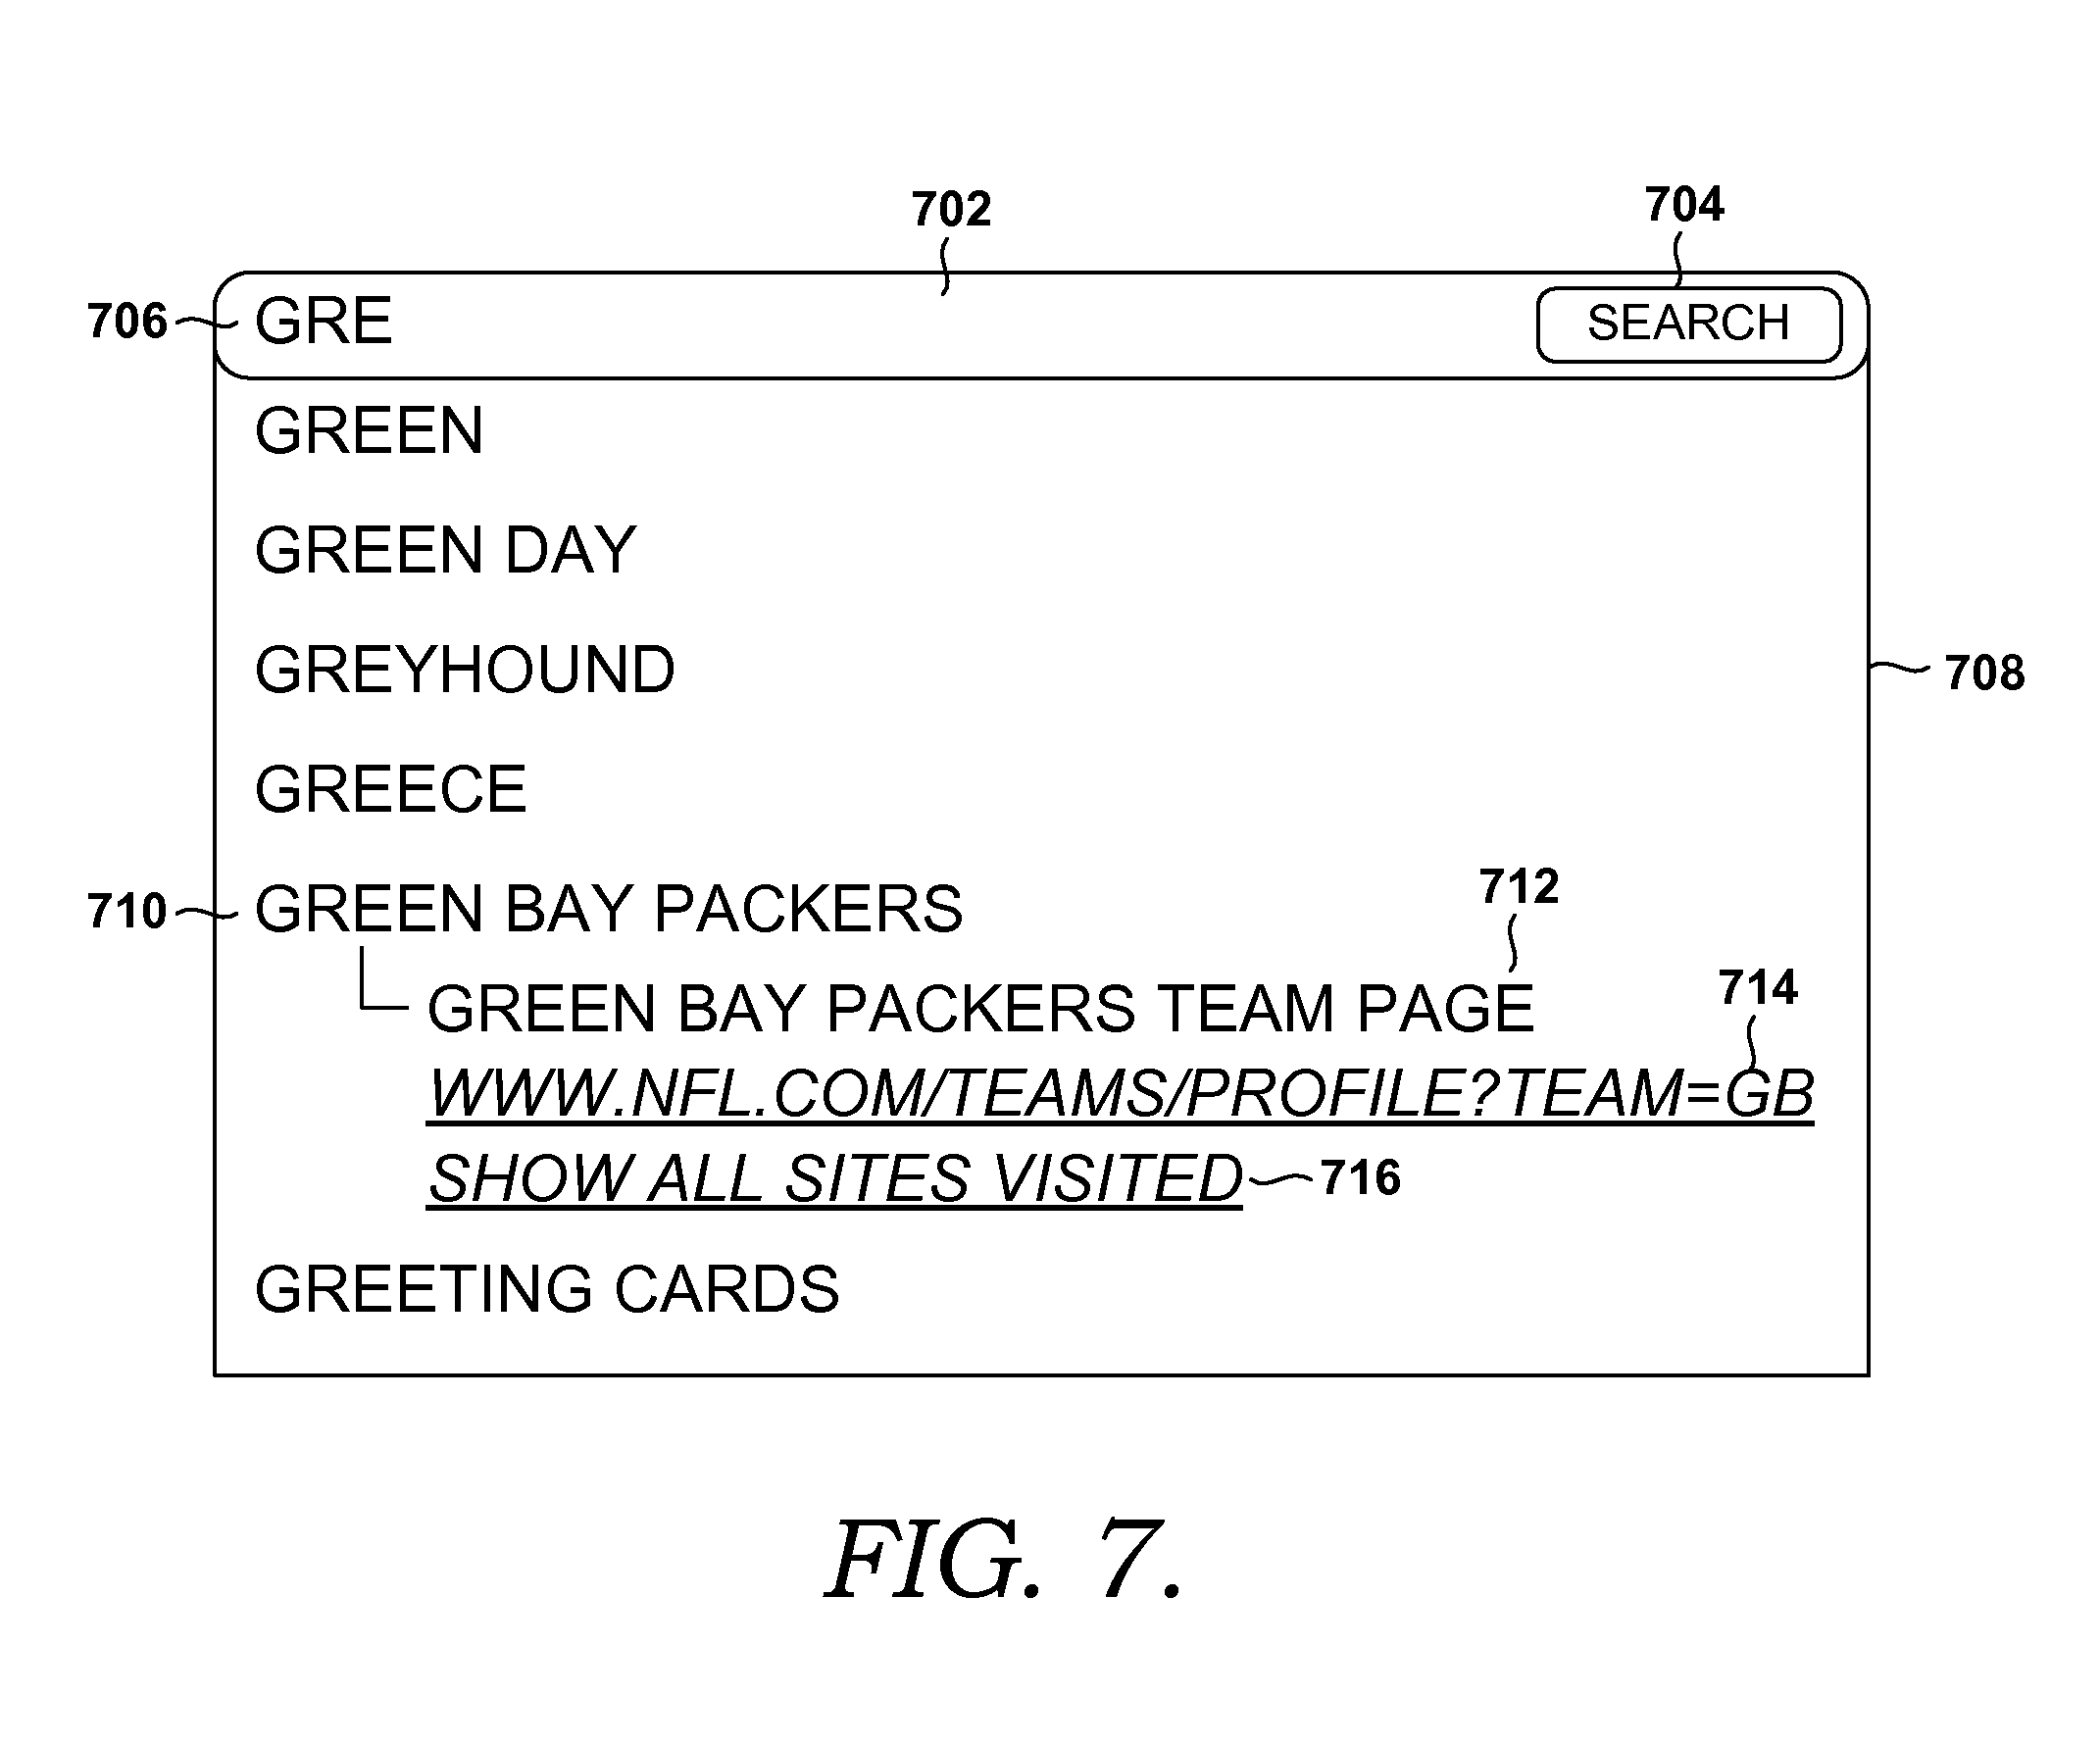 702
704
706 GRE SEARCH
GREEN
GREEN DAY
GREYHOUND
708
GREECE
712
710 GREEN BAY PACKERS
714
GREEN BAY PACKERS TEAM PAGE
WWW.NFL.COM/TEAMS/PROFILE?TEAM=GB
SHOW ALL SITES VISITED 716
GREETING CARDS
FIG. 7.